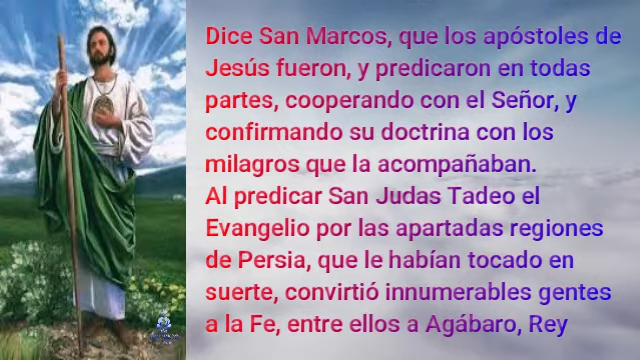 Dice San Marcos, que los apóstoles de
Jesús fueron, y predicaron en todas
partes, cooperando con el Señor, y
confirmando su doctrina con los
milagros que la acompañaban.
Al predicar San Judas Tadeo el
Evangelio por las apartadas regiones
de Persia, que le habían tocado en
suerte, convirtió innumerables gentes
a la Fe, entre ellos a Agábaro, Rey